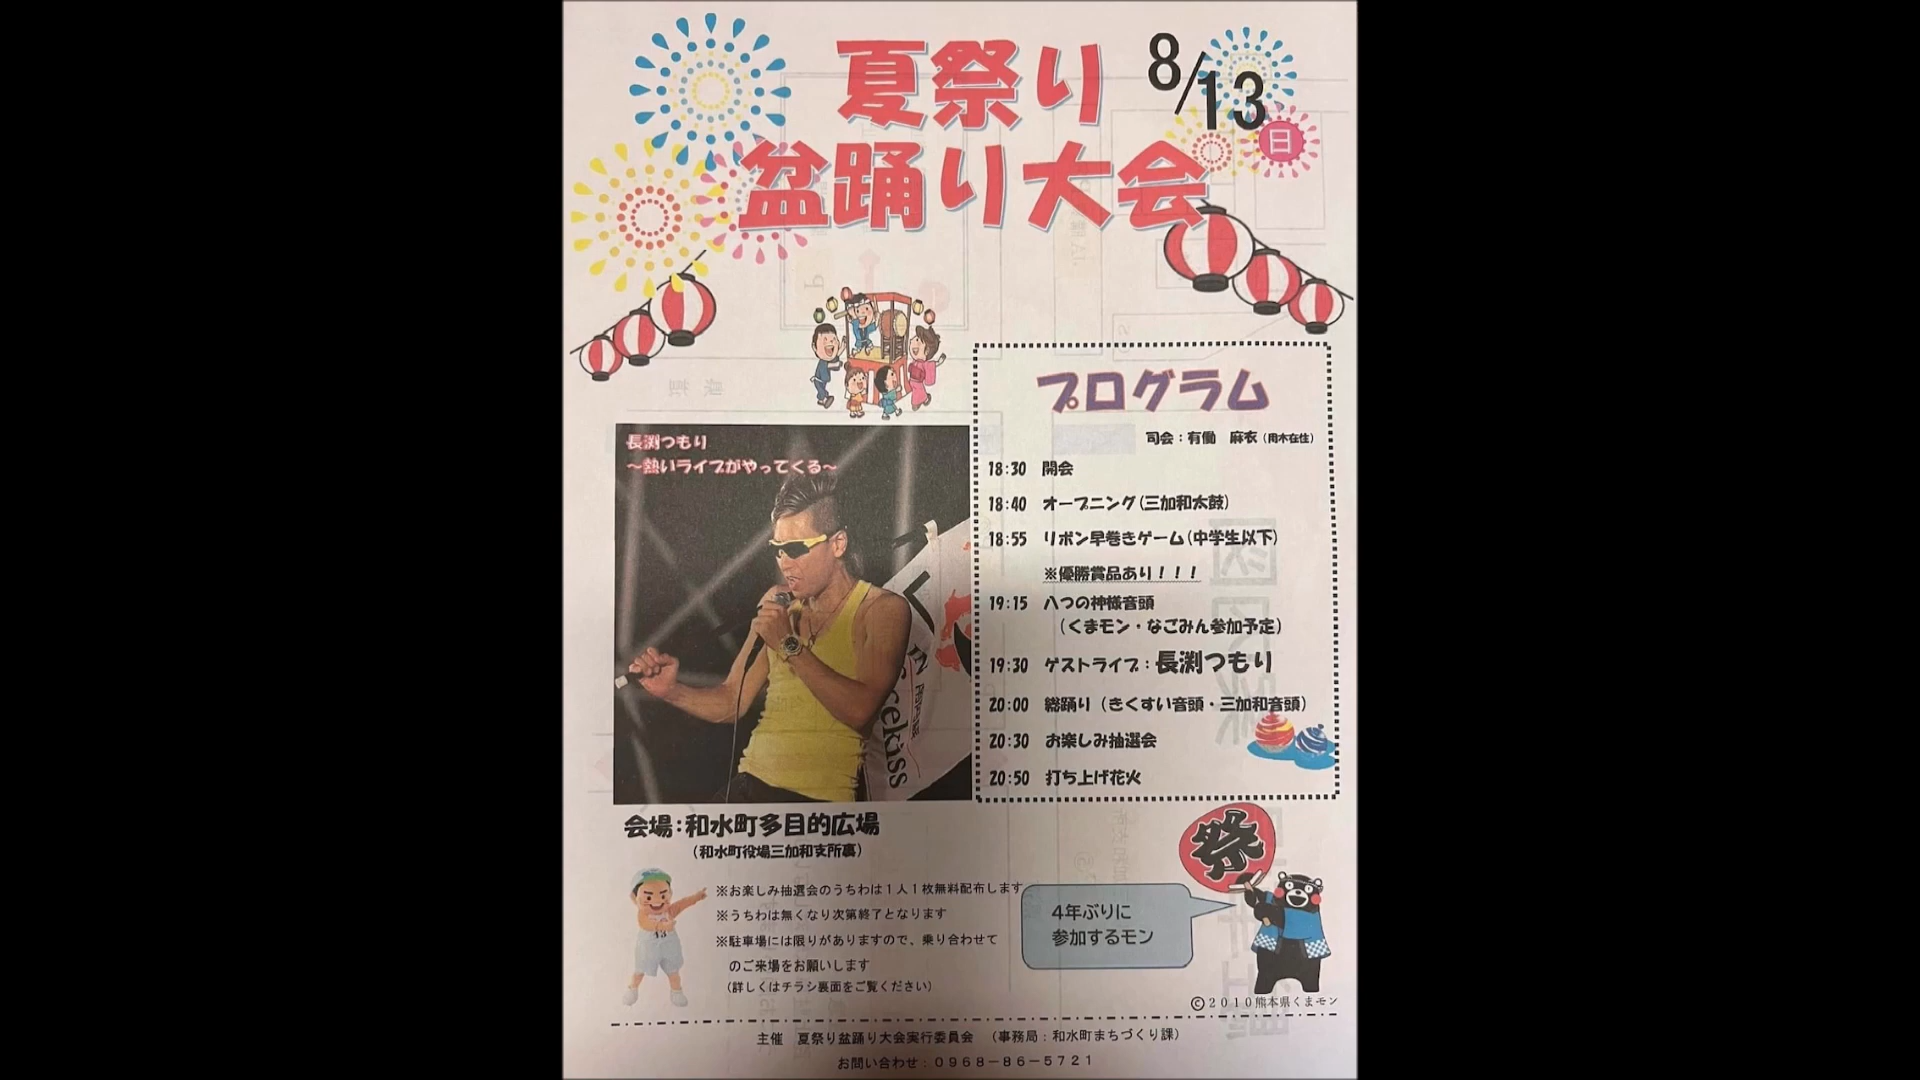 夏祭り
盆踊り大会
8/13
日
長渕つもり
～熱いライブがやってくる～
プログラム
司会：有働　麻衣（用木在住）
18:30　開会
18:40　オープニング（三加和太鼓）
18:55　リボン早巻きゲーム（中学生以下）
※優勝賞品あり！！！
19:15　八つの神様音頭
（くまモン・なごみん参加予定）
19:30　ゲストライブ：長渕つもり
20:00　総踊り（きくすい音頭・三加和音頭）
20:30　お楽しみ抽選会
20:50　打ち上げ花火
会場：和水町多目的広場
（和水町役場三加和支所裏）
祭
※お楽しみ抽選会のうちわは１人１枚無料配布します
※うちわは無くなり次第終了となります
※駐車場には限りがありますので、乗り合わせて
のご来場をお願いします
（詳しくはチラシ裏面をご覧ください）
4年ぶりに
参加するモン
©２０１０熊本県くまモン
主催　夏祭り盆踊り大会実行委員会　（事務局：和水町まちづくり課）
お問い合わせ：０９６８－８６－５７２１